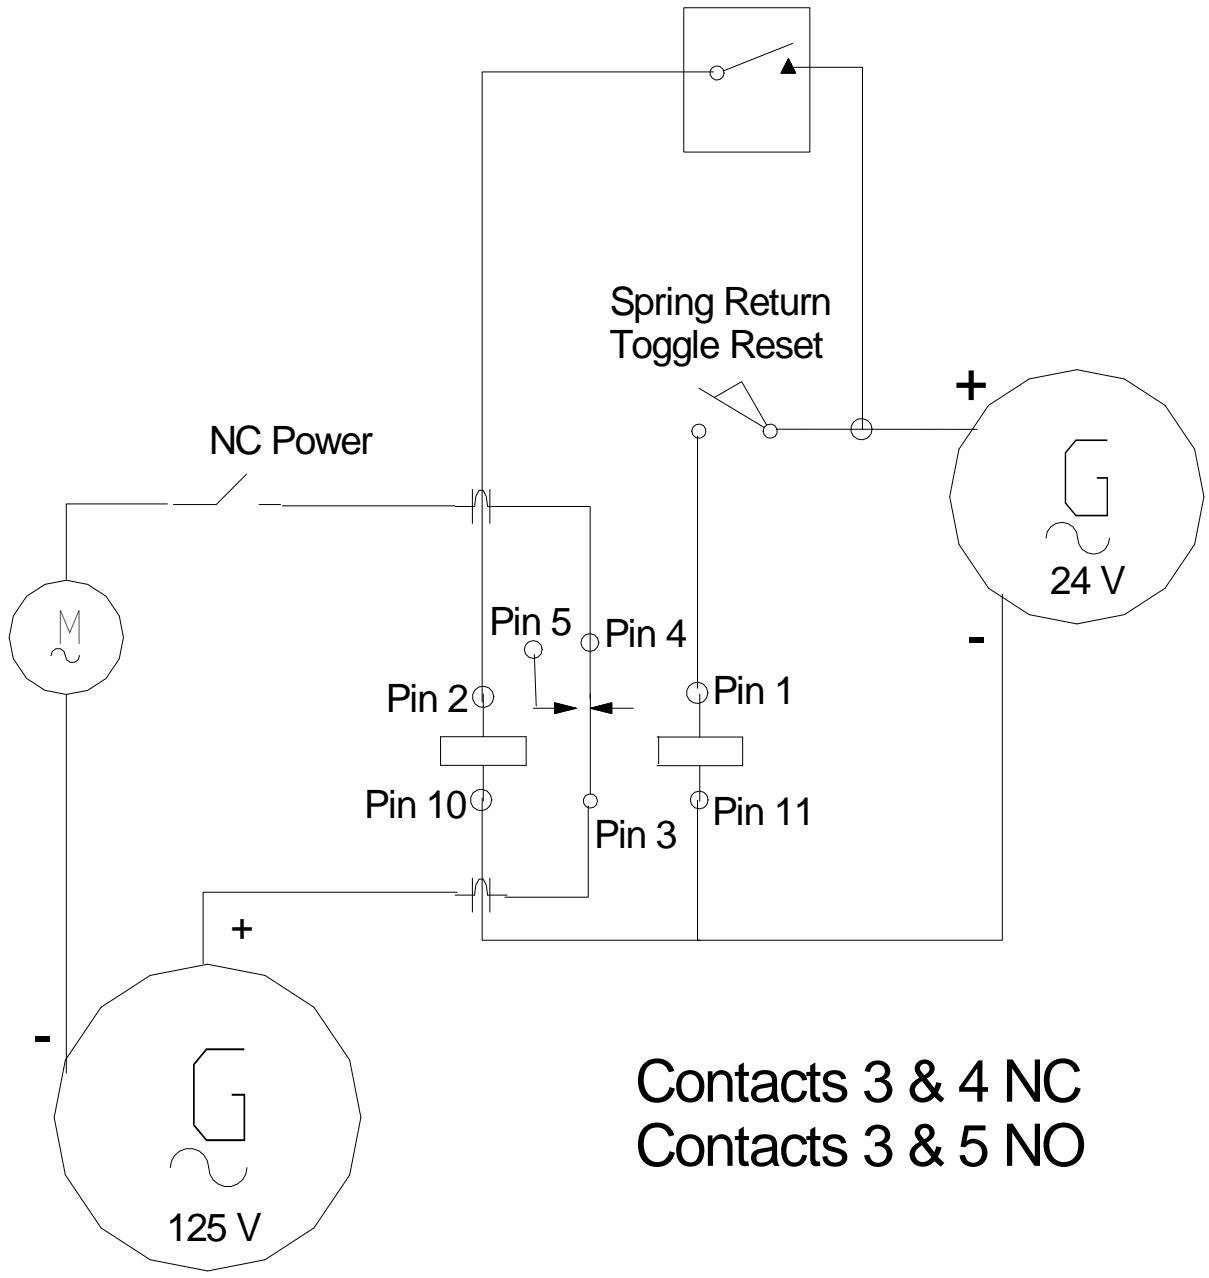 Spring Return
Toggle Reset
+
NC Power
G
24 V
-
M
Pin 5
Pin 4
Pin 2
Pin 1
Pin 10
Pin 11
Pin 3
+
-
G
125 V
Contacts 3 & 4 NC
Contacts 3 & 5 NO